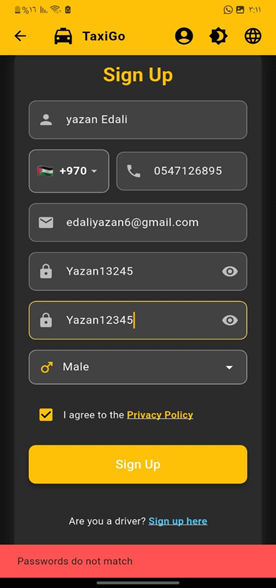 %١٦
٣:١١
TaxiGo
Sign Up
yazan Edali
+970
0547126895
edaliyazan6@gmail.com
Yazan13245
Yazan12345
Male
I agree to the Privacy Policy
Sign Up
Are you a driver? Sign up here
Passwords do not match